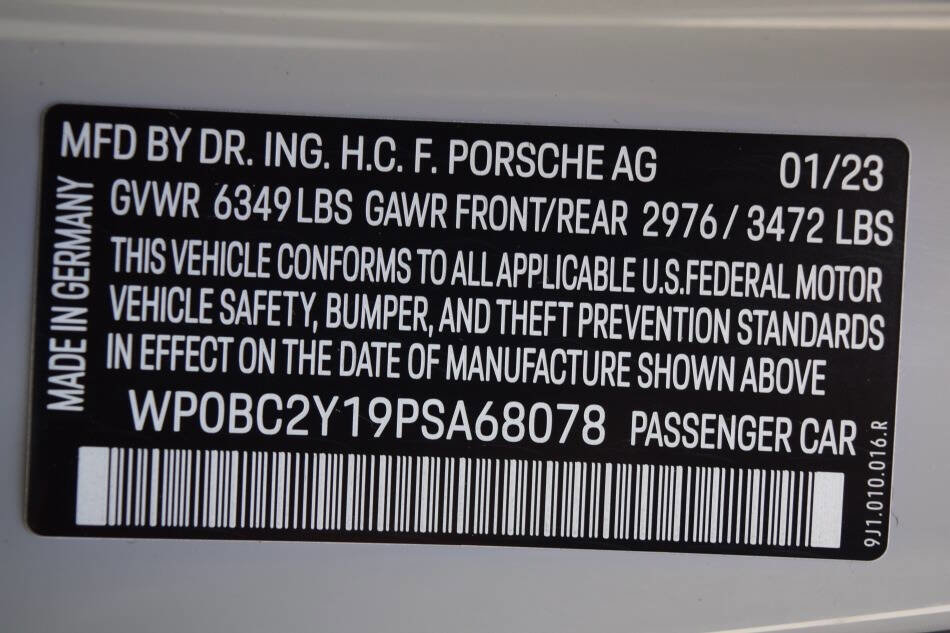 MFD BY DR. ING. H.C. F. PORSCHE AG 01/23
GVWR 6349 LBS GAWR FRONT/REAR 2976 / 3472 LBS
THIS VEHICLE CONFORMS TO ALL APPLICABLE U.S. FEDERAL MOTOR
VEHICLE SAFETY, BUMPER, AND THEFT PREVENTION STANDARDS
IN EFFECT ON THE DATE OF MANUFACTURE SHOWN ABOVE
WP0BC2Y19PSA68078 PASSENGER CAR
MADE IN GERMANY
9J1.010.016.R